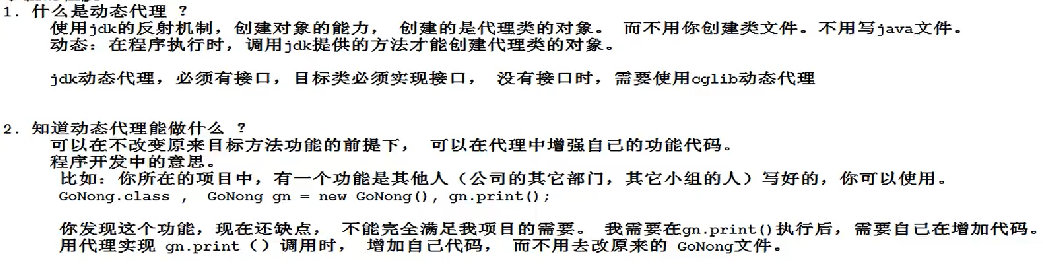 1. 什么是动态代理 ?
使用jdk的反射机制，创建对象的能力， 创建的是代理类的对象。 而不用你创建类文件。不用写java文件。
动态：在程序执行时，调用jdk提供的方法才能创建代理类的对象。
jdk动态代理，必须有接口，目标类必须实现接口， 没有接口时，需要使用cglib动态代理
2. 知道动态代理能做什么 ?
可以在不改变原来目标方法功能的前提下， 可以在代理中增强自己的功能代码。
程序开发中的意思。
比如：你所在的项目中，有一个功能是其他人（公司的其它部门，其它小组的人）写好的，你可以使用。
GoNong.class ,  GoNong gn = new GoNong(), gn.print();
你发现这个功能，现在还缺点， 不能完全满足我项目的需要。 我需要在gn.print()执行后，需要自己在增加代码。
用代理实现 gn.print（）调用时， 增加自己代码， 而不用去改原来的 GoNong文件。